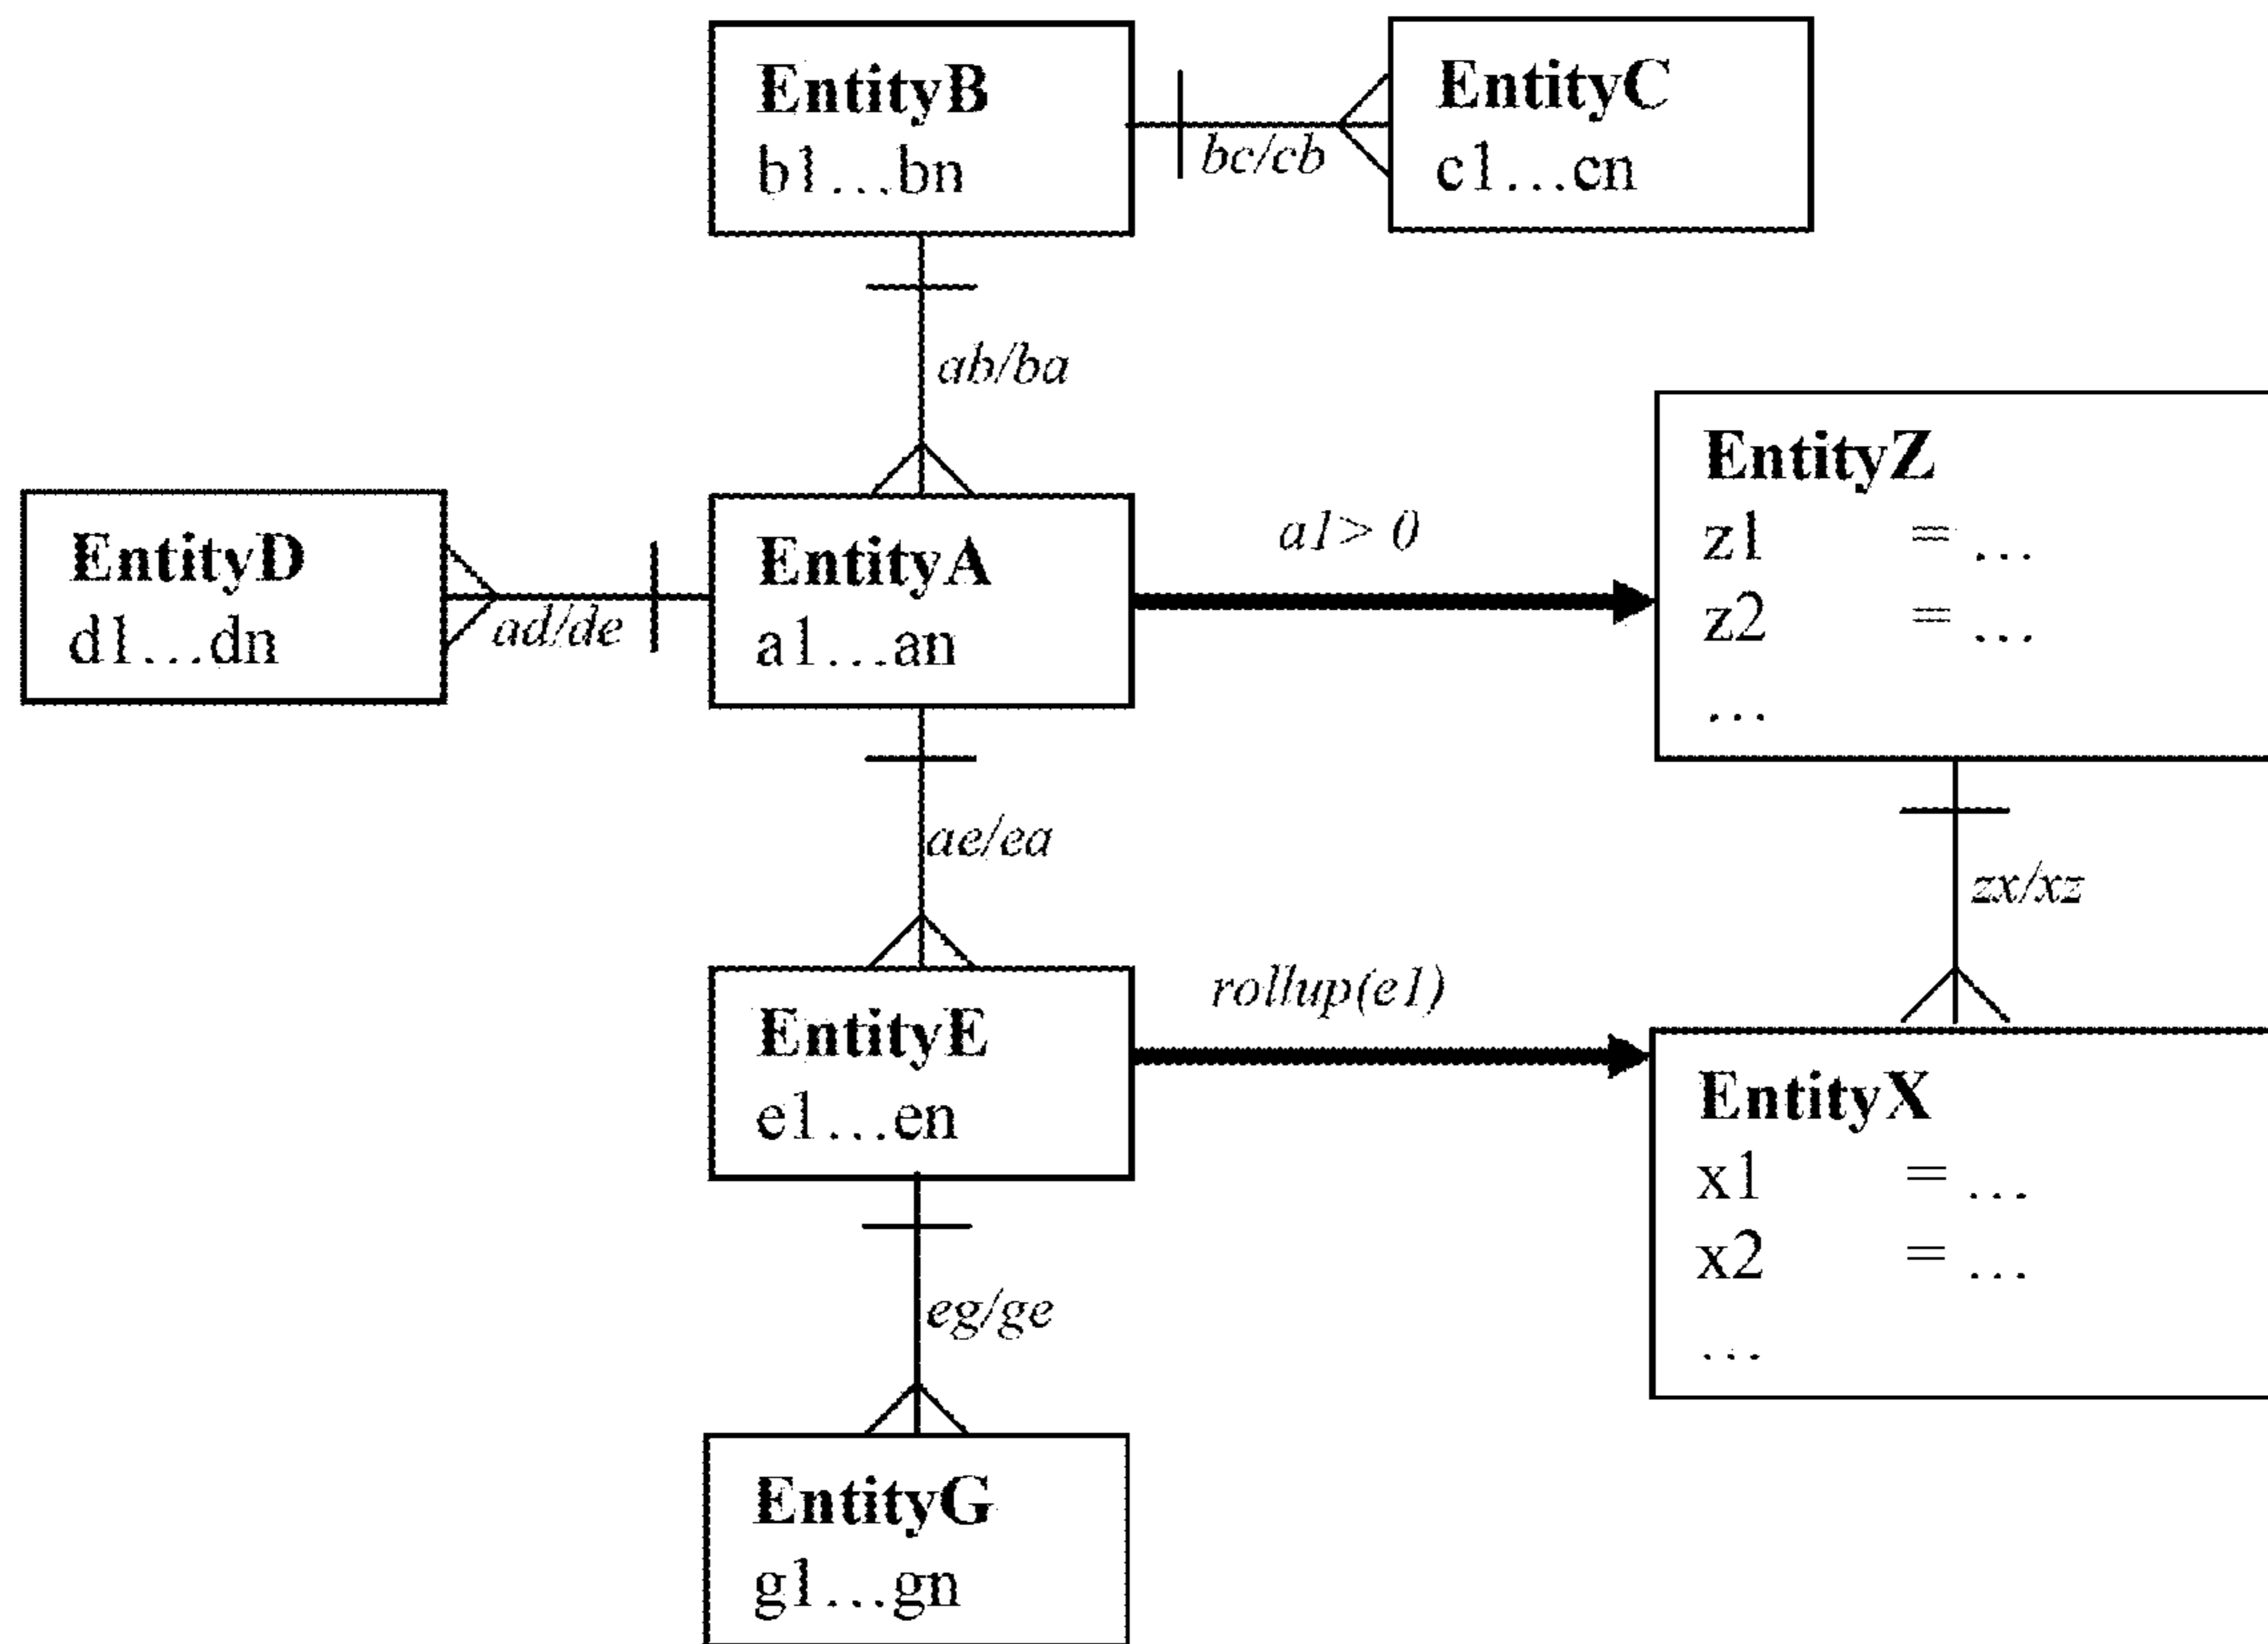 EntityB
b1...bn
EntityC
c1...cn
bc/cb
ab/ba
EntityD
d1...dn
ad/de
EntityA
a1...an
a1> 0
EntityZ
z1 = ...
z2 = ...
...
ae/ea
zx/xz
EntityE
e1...en
rollup(e1)
EntityX
x1 = ...
x2 = ...
...
eg/ge
EntityG
g1...gn